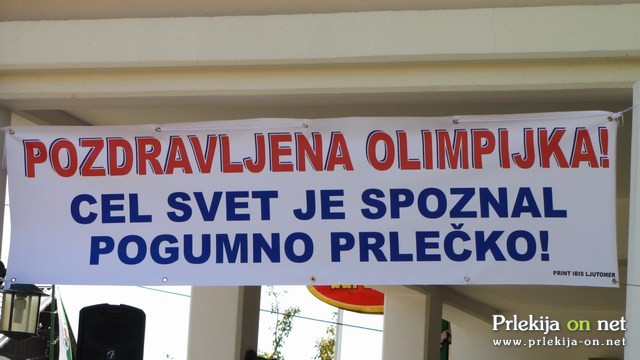 POZDRAVLJENA OLIMPIJKA!
CEL SVET JE SPOZNAL
POGUMNO PRLEČKO!
PRINT IBIS LJUTOMER
Prlekija on net
www.prlekija-on.net